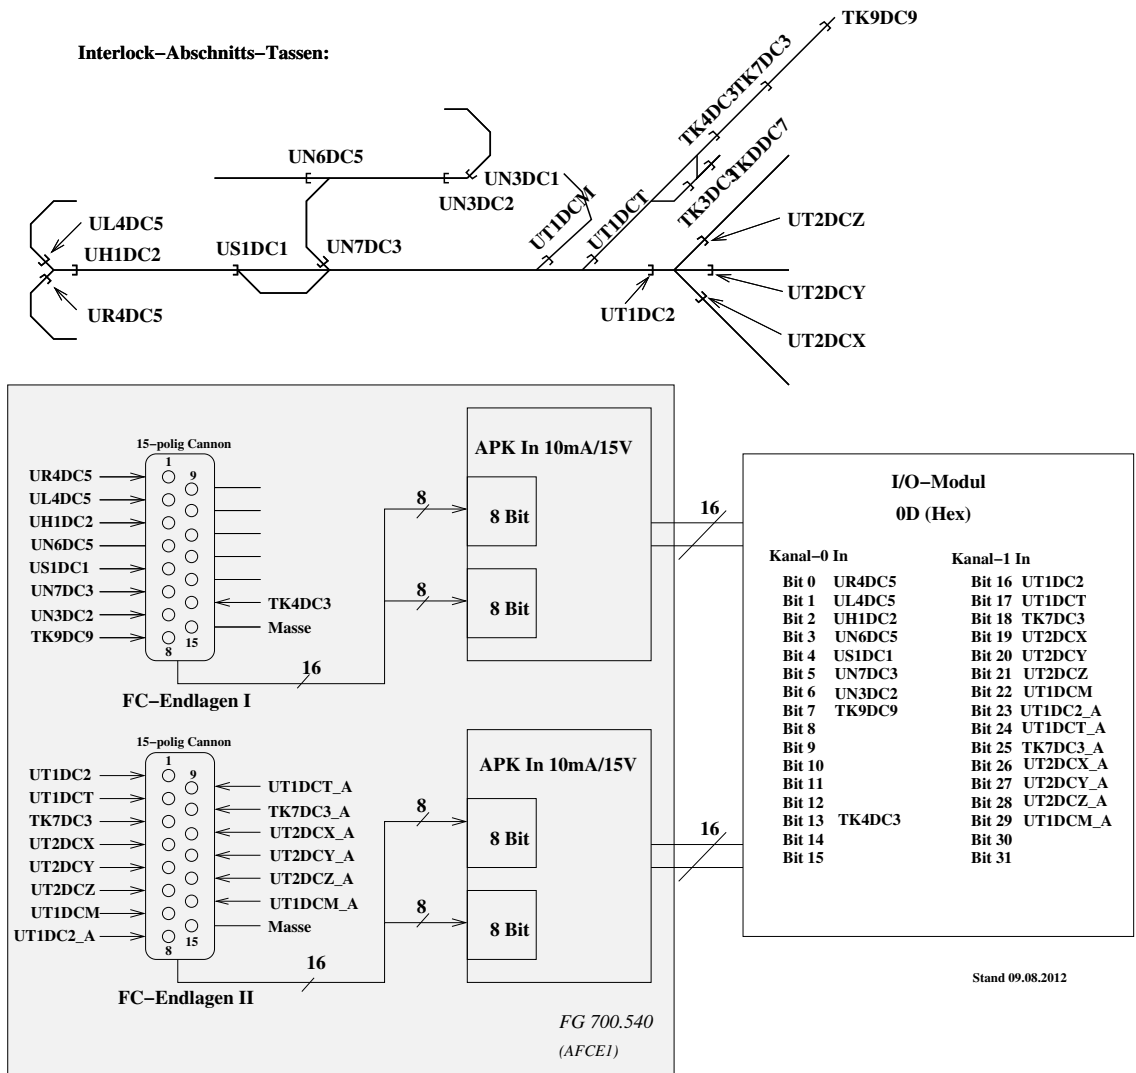 Interlock−Abschnitts−Tassen:
TK9DC9
TK7DC3
TK4DC3
TKDDC7
TK3DC3
UN6DC5
UN3DC1
UN3DC2
UT1DCM
UT1DCT
UL4DC5
UH1DC2
US1DC1
UN7DC3
UT2DCZ
UR4DC5
UT1DC2
UT2DCY
UT2DCX
15−polig Cannon
1
9
UR4DC5
UL4DC5
UH1DC2
UN6DC5
US1DC1
UN7DC3
UN3DC2
TK9DC9
TK4DC3
Masse
8
15
16
FC−Endlagen I
APK In 10mA/15V
8
8 Bit
8
8 Bit
16
15−polig Cannon
1
9
UT1DC2
UT1DCT
TK7DC3
UT2DCX
UT2DCY
UT2DCZ
UT1DCM
UT1DC2_A
UT1DCT_A
TK7DC3_A
UT2DCX_A
UT2DCY_A
UT2DCZ_A
UT1DCM_A
Masse
8
15
16
FC−Endlagen II
APK In 10mA/15V
8
8 Bit
8
8 Bit
16
FG 700.540
(AFCE1)
I/O−Modul
0D (Hex)
Kanal−0 In
Bit 0 UR4DC5
Bit 1 UL4DC5
Bit 2 UH1DC2
Bit 3 UN6DC5
Bit 4 US1DC1
Bit 5 UN7DC3
Bit 6 UN3DC2
Bit 7 TK9DC9
Bit 8
Bit 9
Bit 10
Bit 11
Bit 12
Bit 13 TK4DC3
Bit 14
Bit 15
Kanal−1 In
Bit 16 UT1DC2
Bit 17 UT1DCT
Bit 18 TK7DC3
Bit 19 UT2DCX
Bit 20 UT2DCY
Bit 21 UT2DCZ
Bit 22 UT1DCM
Bit 23 UT1DC2_A
Bit 24 UT1DCT_A
Bit 25 TK7DC3_A
Bit 26 UT2DCX_A
Bit 27 UT2DCY_A
Bit 28 UT2DCZ_A
Bit 29 UT1DCM_A
Bit 30
Bit 31
Stand 09.08.2012